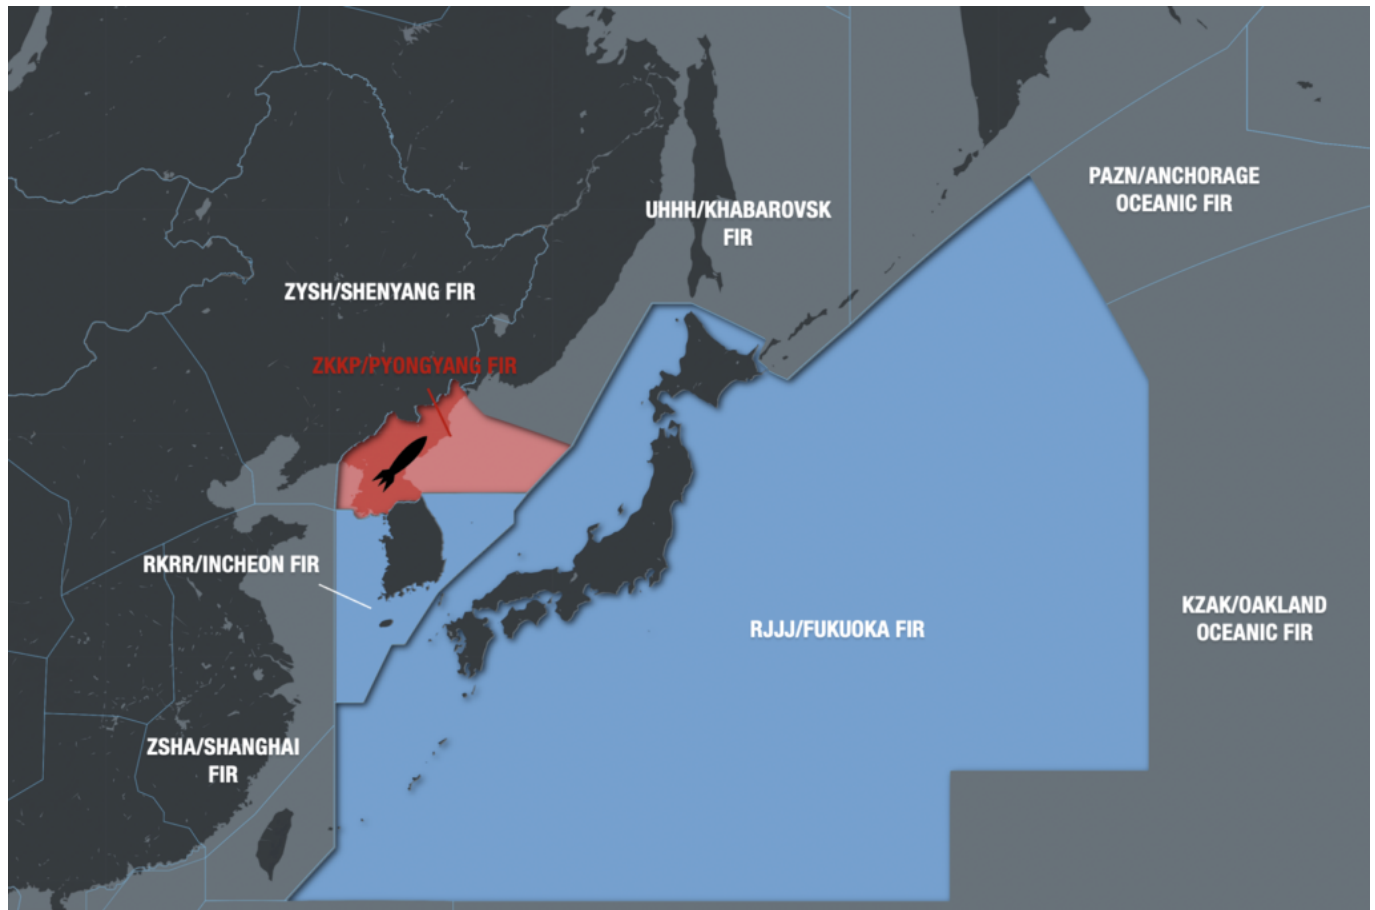 PAZN/ANCHORAGE
OCEANIC FIR
UHHH/KHABAROVSK
FIR
ZYSH/SHENYANG FIR
ZKKP/PYONGYANG FIR
RKRR/INCHEON FIR
KZAK/OAKLAND
OCEANIC FIR
RJJJ/FUKUOKA FIR
ZSHA/SHANGHAI
FIR